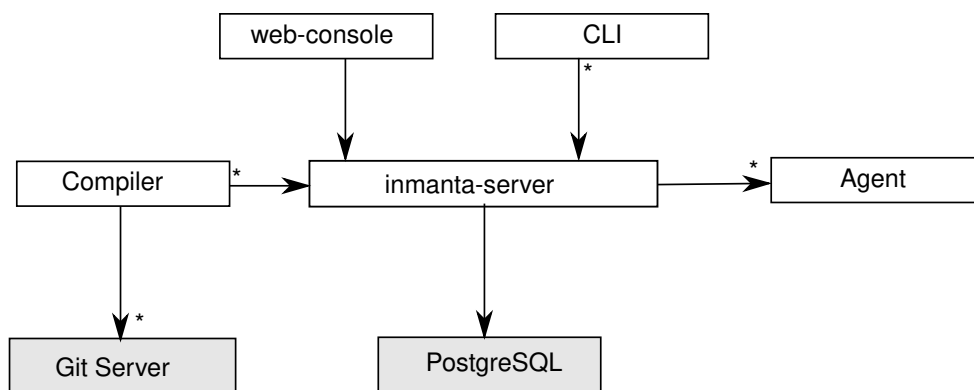 web-console
CLI
*
Compiler
*
inmanta-server
*
Agent
*
Git Server
PostgreSQL